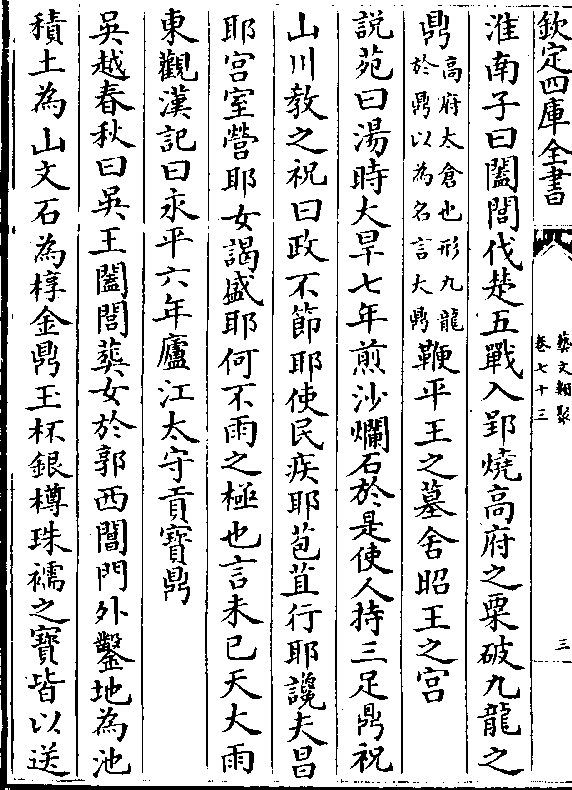 欽定四庫全書
藝文類聚
卷七十三
三
淮南子曰闔閭伐楚五戰入郢燒高府之粟破九龍之
鼎高府太倉也形九龍
於鼎以為名言大鼎鞭平王之墓舍昭王之宫
説苑曰湯時大旱七年煎沙爛石於是使人持三足鼎祝
山川教之祝曰政不節耶使民疾耶苞苴行耶讒夫昌
耶宫室營耶女謁盛耶何不雨之極也言未已天大雨
東觀漢記曰永平六年廬江太守貢寶鼎
吳越春秋曰吳王闔閭葬女於郭西閶門外鑿地為池
積土為山文石為椁金鼎玉杯銀樽珠襦之寶皆以送